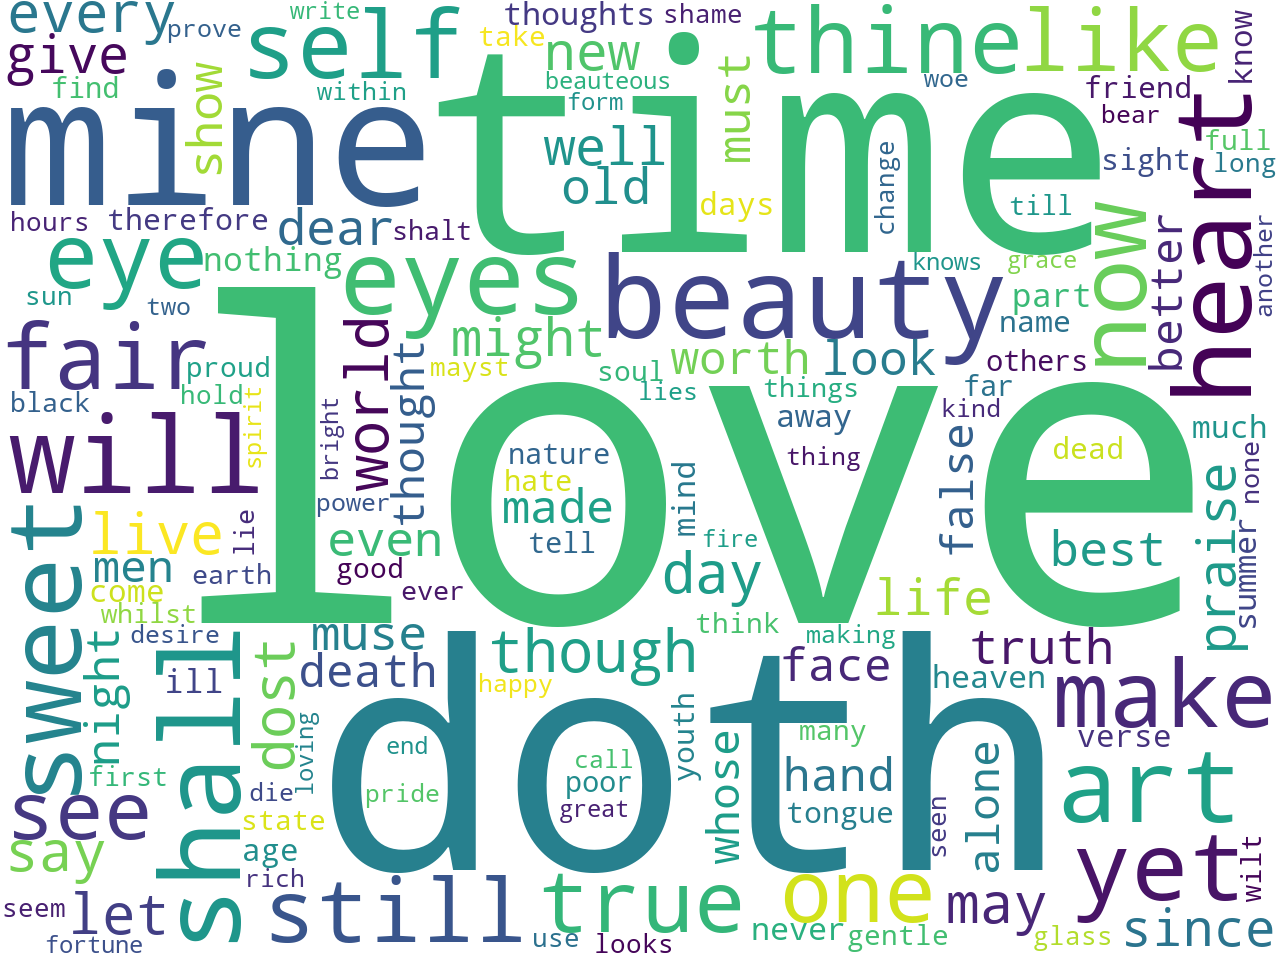 every
prove
write
self
thoughts
shame
take
new
thine
like
know
give
find
within
beauteous
form
must
woe
friend
bear
show
mine
time
heart
well
old
change
sight
full
long
days
till
hours
therefore
dear
shalt
now
better
another
eye
nothing
eyes
beauty
knows
grace
part
name
sun
two
fair
world
might
worth
look
others
proud
thought
mayst
soul
lies
things
far
black
hold
spirit
bright
away
kind
much
will
love
nature
thing
false
dead
hate
made
mind
power
praise
none
sweet
live
lie
even
tell
fire
best
summer
men
earth
good
day
come
ever
life
whilst
desire
muse
think
making
truth
night
shall
dost
death
though
face
heaven
ill
happy
make
loving
doth
youth
whose
many
verse
end
call
first
poor
hand
alone
art
see
die
pride
great
tongue
state
seen
say
age
rich
yet
wilt
still
true
one
may
seem
let
since
fortune
use
looks
never
gentle
glass